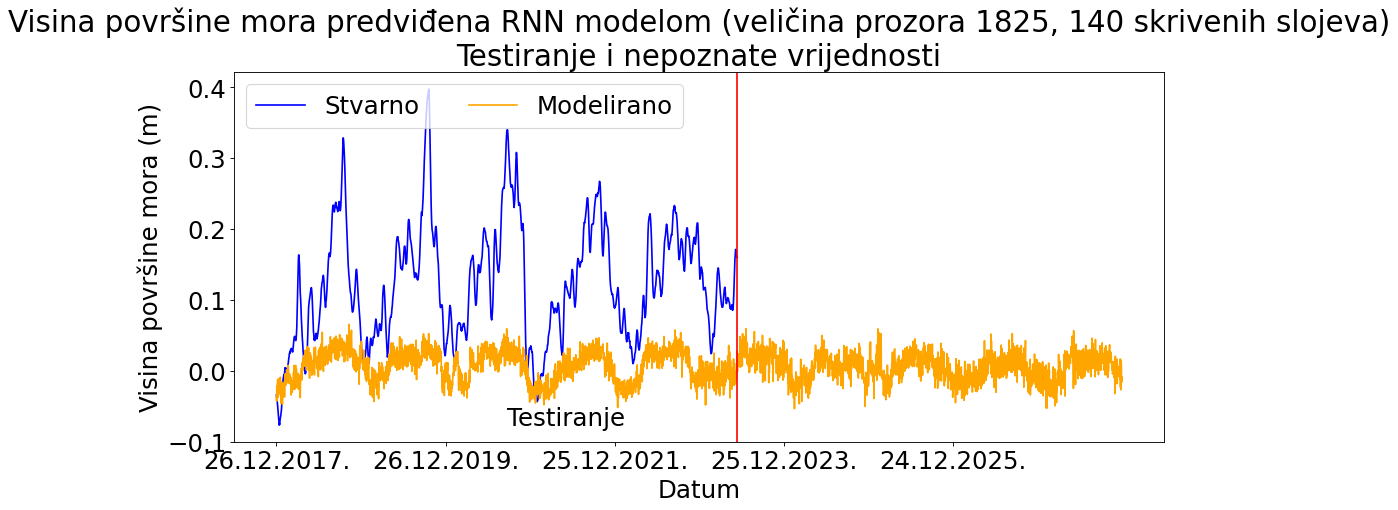 Visina površine mora predviđena RNN modelom (veličina prozora 1825, 140 skrivenih slojeva)
Testiranje i nepoznate vrijednosti
Stvarno
Modelirano
0.4
0.3
0.2
0.1
0.0
−0.1
Visina površine mora (m)
Testiranje
26.12.2017.
26.12.2019.
25.12.2021.
25.12.2023.
24.12.2025.
Datum